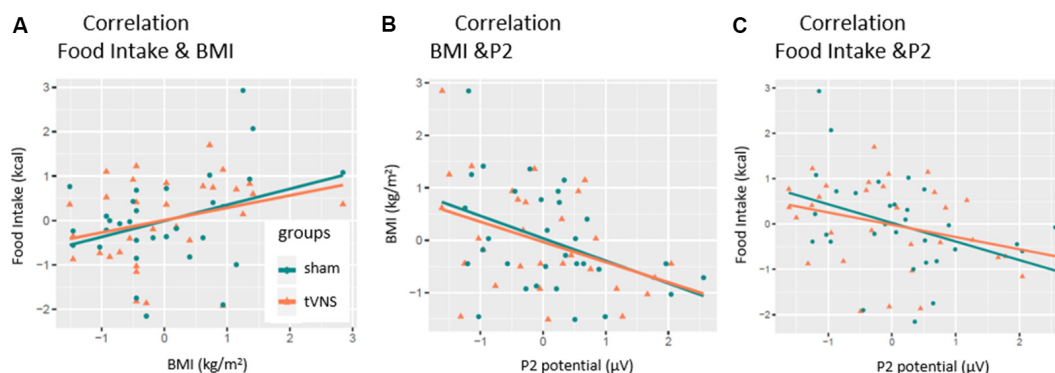 A
Correlation
Food Intake & BMI
Food Intake (kcal)
3
2
1
0
−1
−2
−1
0
1
2
3
BMI (kg/m²)
groups
sham
tVNS
B
Correlation
BMI &P2
BMI (kg/m²)
3
2
1
0
−1
−1
0
1
2
P2 potential (µV)
C
Correlation
Food Intake &P2
Food Intake (kcal)
3
2
1
0
−1
−2
−1
0
1
2
P2 potential (µV)